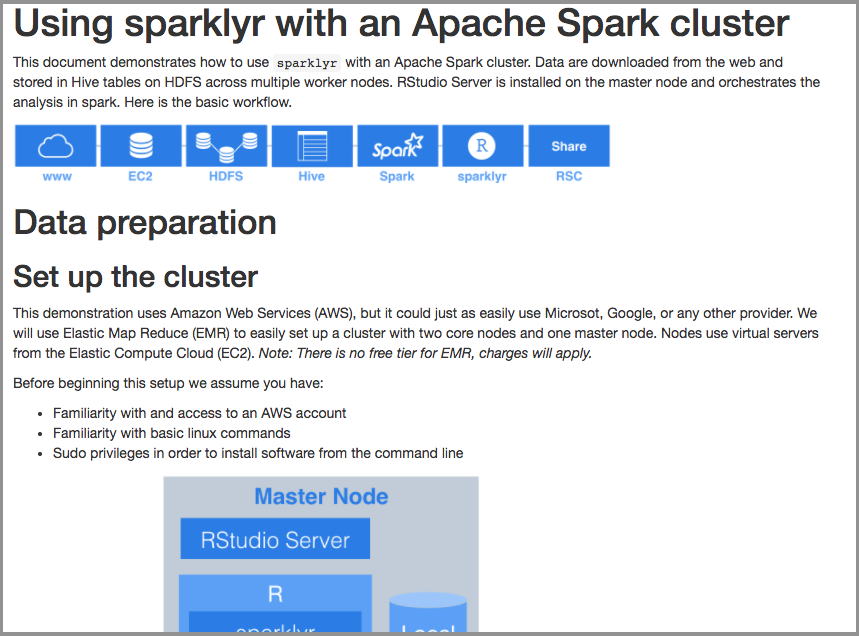 Using sparklyr with an Apache Spark cluster
This document demonstrates how to use sparklyr with an Apache Spark cluster. Data are downloaded from the web and
stored in Hive tables on HDFS across multiple worker nodes. RStudio Server is installed on the master node and orchestrates the
analysis in spark. Here is the basic workflow.
Spark R Share
www EC2 HDFS Hive Spark sparklyr RSC
Data preparation
Set up the cluster
This demonstration uses Amazon Web Services (AWS), but it could just as easily use Microsot, Google, or any other provider. We
will use Elastic Map Reduce (EMR) to easily set up a cluster with two core nodes and one master node. Nodes use virtual servers
from the Elastic Compute Cloud (EC2). Note: There is no free tier for EMR, charges will apply.
Before beginning this setup we assume you have:
• Familiarity with and access to an AWS account
• Familiarity with basic linux commands
• Sudo privileges in order to install software from the command line
Master Node
RStudio Server
R
sparklyr Local